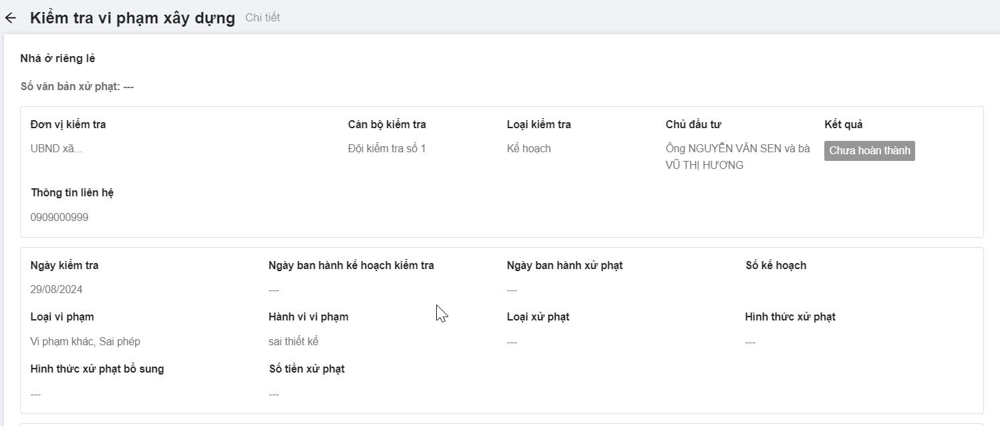 Kiểm tra vi phạm xây dựng Chi tiết
Nhà ở riêng lẻ
Số văn bản xử phạt: ---
Đơn vị kiểm tra Cán bộ kiểm tra Loại kiểm tra Chủ đầu tư Kết quả
UBND xã... Đội kiểm tra số 1 Kế hoạch Ông NGUYỄN VĂN SEN và bà Chưa hoàn thành
VŨ THỊ HƯƠNG
Thông tin liên hệ
0909000999
Ngày kiểm tra Ngày ban hành kế hoạch kiểm tra Ngày ban hành xử phạt Số kế hoạch
29/08/2024 --- ---
Loại vi phạm Hành vi vi phạm Loại xử phạt Hình thức xử phạt
Vi phạm khác, Sai phép sai thiết kế --- ---
Hình thức xử phạt bổ sung Số tiền xử phạt
--- ---